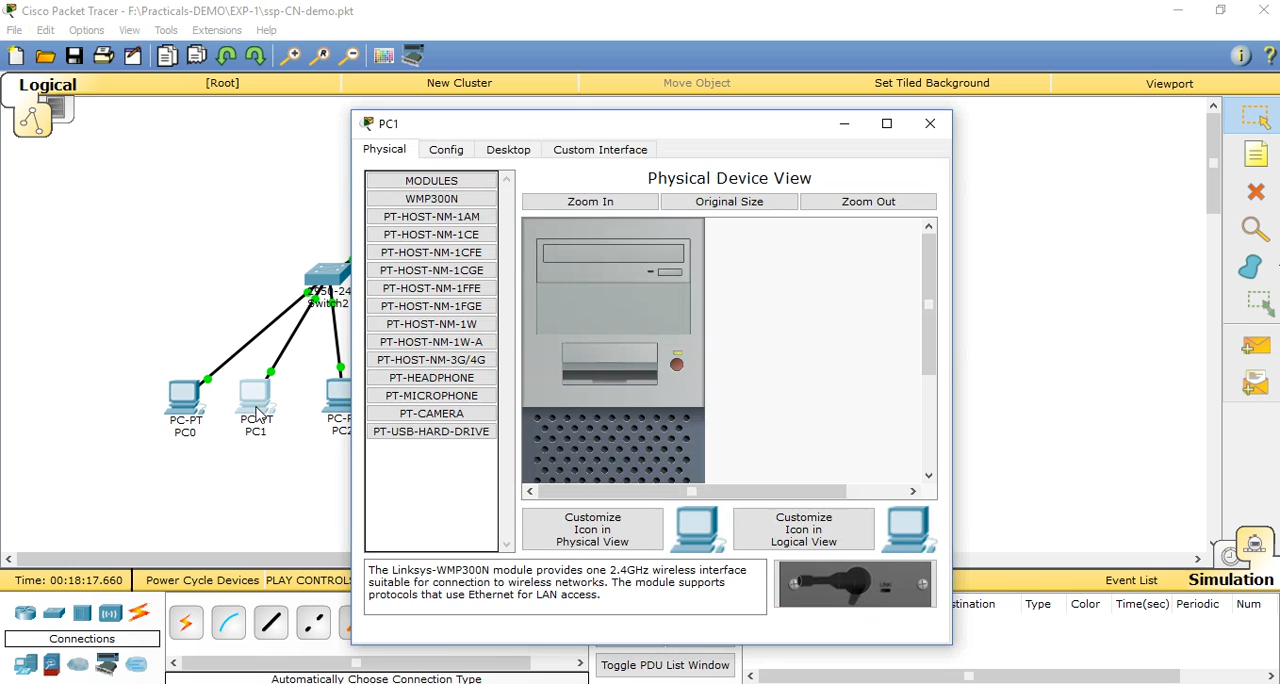 Cisco Packet Tracer - F:\Practicals-DEMO\EXP-1\ssp-CN-demo.pkt
File Edit Options View Tools Extensions Help
Logical
[Root]
New Cluster
Move Object
Set Tiled Background
Viewport
PC1
Physical
Config
Desktop
Custom Interface
MODULES
WMP300N
PT-HOST-NM-1AM
PT-HOST-NM-1CE
PT-HOST-NM-1CFE
PT-HOST-NM-1CGE
PT-HOST-NM-1FFE
PT-HOST-NM-1FGE
PT-HOST-NM-1W
PT-HOST-NM-1W-A
PT-HOST-NM-3G/4G
PT-HEADPHONE
PT-MICROPHONE
PT-CAMERA
PT-USB-HARD-DRIVE
Physical Device View
Zoom In
Original Size
Zoom Out
Customize
Icon in
Physical View
Customize
Icon in
Logical View
The Linksys-WMP300N module provides one 2.4GHz wireless interface
suitable for connection to wireless networks. The module supports
protocols that use Ethernet for LAN access.
LINK
Switch2
PC-PT
PC0
PC1
PC2
Time: 00:18:17.660
Power Cycle Devices
PLAY CONTROLS
Event List
Simulation
Type
Color
Time(sec)
Periodic
Num
Connections
Automatically Choose Connection Type
Toggle PDU List Window